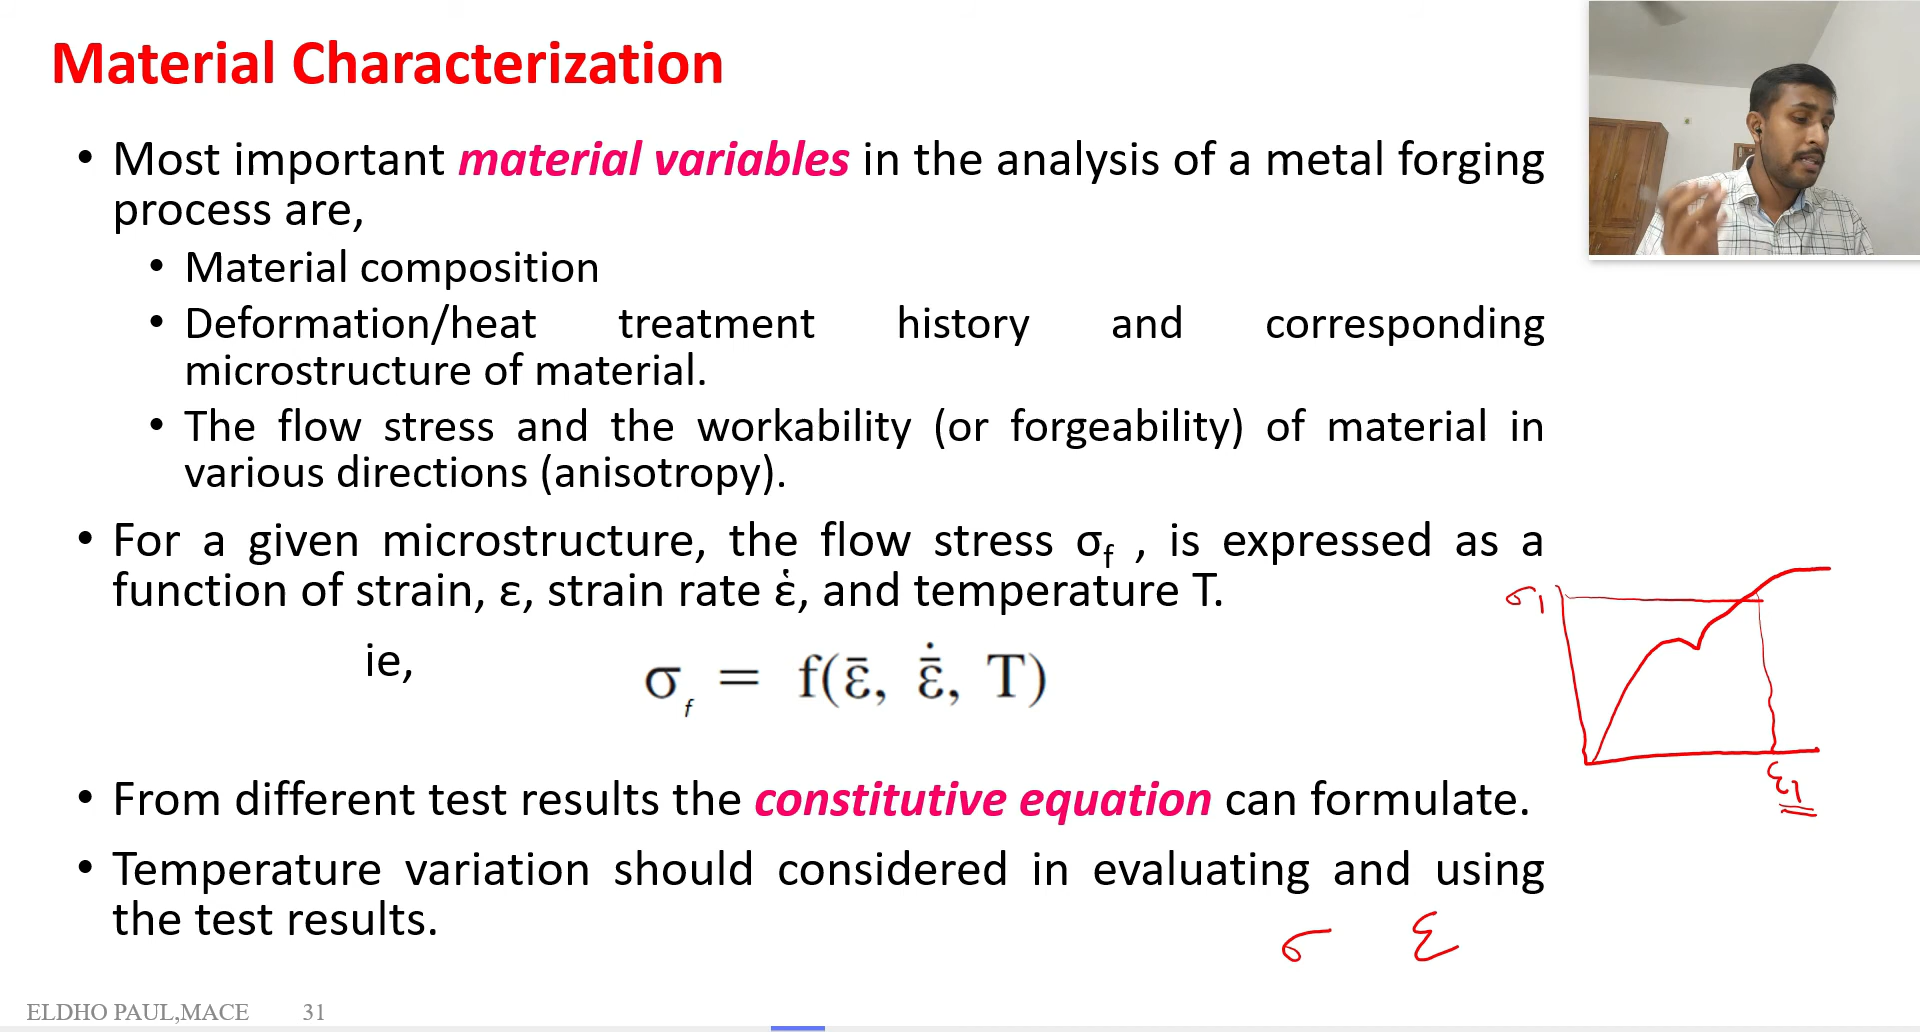 Material Characterization
• Most important material variables in the analysis of a metal forging
process are,
• Material composition
• Deformation/heat treatment history and corresponding
microstructure of material.
• The flow stress and the workability (or forgeability) of material in
various directions (anisotropy).
• For a given microstructure, the flow stress σf , is expressed as a
function of strain, ε, strain rate ε̇, and temperature T.
ie, σf = f(ε̄, ε̄̇, T)
σ1
ε1
• From different test results the constitutive equation can formulate.
• Temperature variation should considered in evaluating and using
the test results.
σ ε
ELDHO PAUL,MACE 31